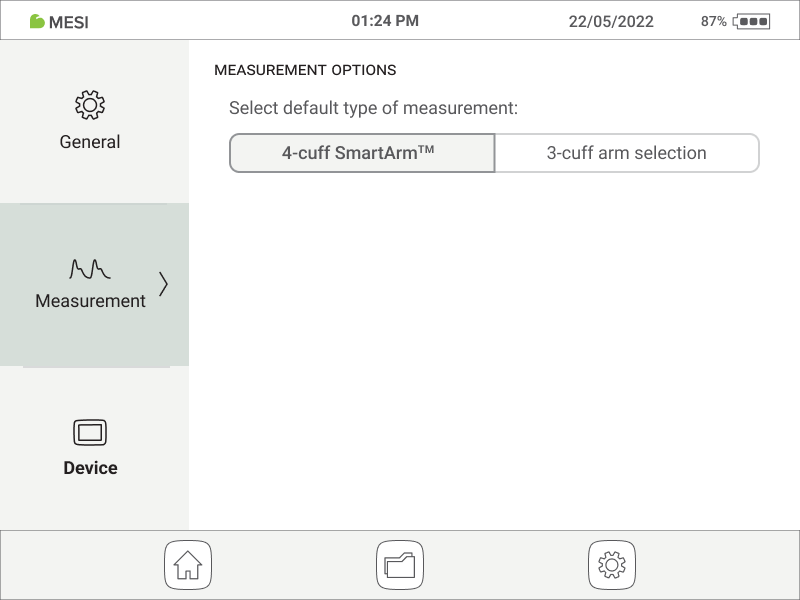 MESI
01:24 PM
22/05/2022
87%
General
Measurement
Device
MEASUREMENT OPTIONS
Select default type of measurement:
4-cuff SmartArm™
3-cuff arm selection